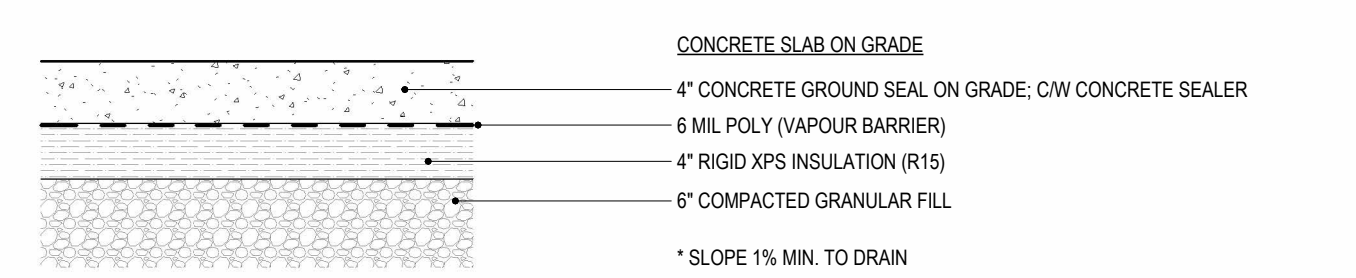 CONCRETE SLAB ON GRADE
4" CONCRETE GROUND SEAL ON GRADE; C/W CONCRETE SEALER
6 MIL POLY (VAPOUR BARRIER)
4" RIGID XPS INSULATION (R15)
6" COMPACTED GRANULAR FILL
* SLOPE 1% MIN. TO DRAIN